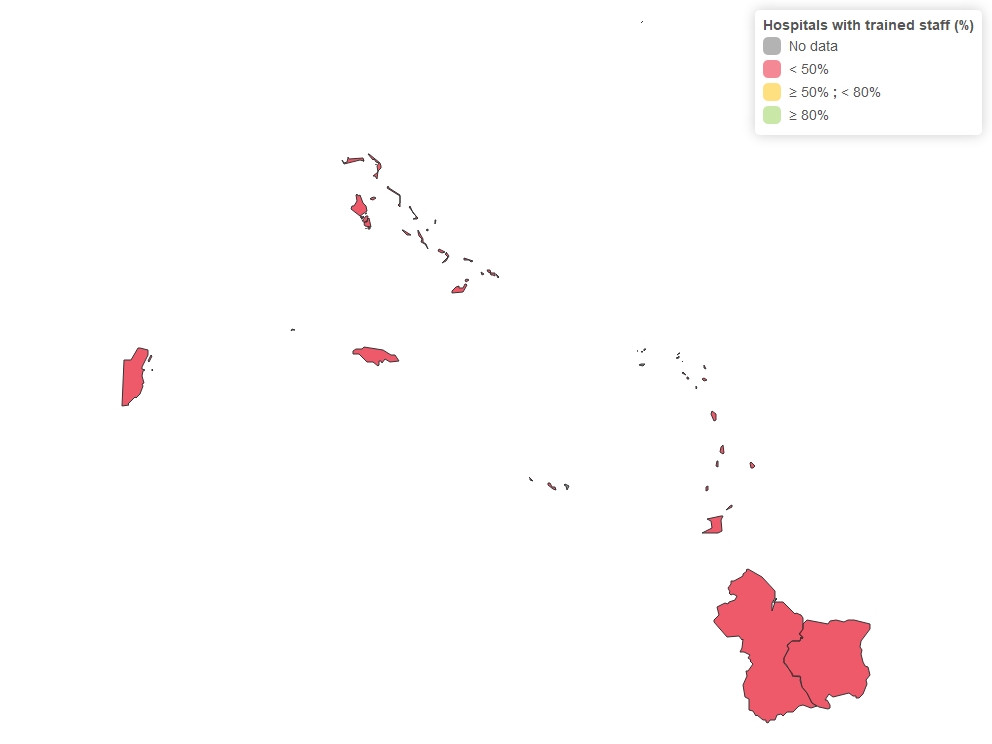 Hospitals with trained staff (%)
No data
< 50%
≥ 50% ; < 80%
≥ 80%